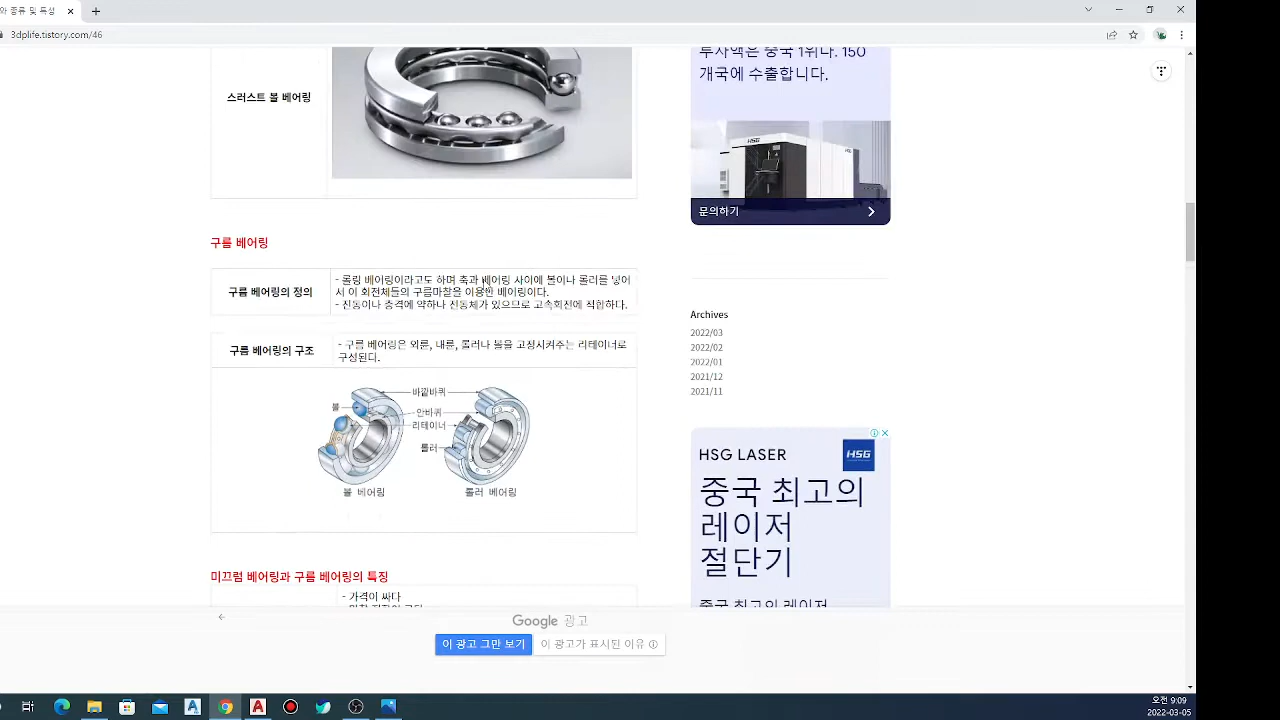 와 종류 및 특성
3dplife.tistory.com/46
스러스트 볼 베어링
구름 베어링
구름 베어링의 정의
- 롤링 베어링이라고도 하며 축과 베어링 사이에 볼이나 롤러를 넣어
서 이 회전체들의 구름마찰을 이용한 베어링이다.
- 진동이나 충격에 약하나 전동체가 있으므로 고속회전에 적합하다.
구름 베어링의 구조
- 구름 베어링은 외륜, 내륜, 롤러나 볼을 고정시켜주는 리테이너로
구성된다.
바깥바퀴
볼
안바퀴
리테이너
롤러
볼 베어링
롤러 베어링
미끄럼 베어링과 구름 베어링의 특징
- 가격이 싸다
투자액은 중국 1위다. 150
개국에 수출합니다.
HSG
문의하기
Archives
2022/03
2022/02
2022/01
2021/12
2021/11
HSG LASER
HSG
중국 최고의
레이저
절단기
중국 최고의 레이저
Google 광고
이 광고 그만 보기
이 광고가 표시된 이유
오전 9:09
2022-03-05